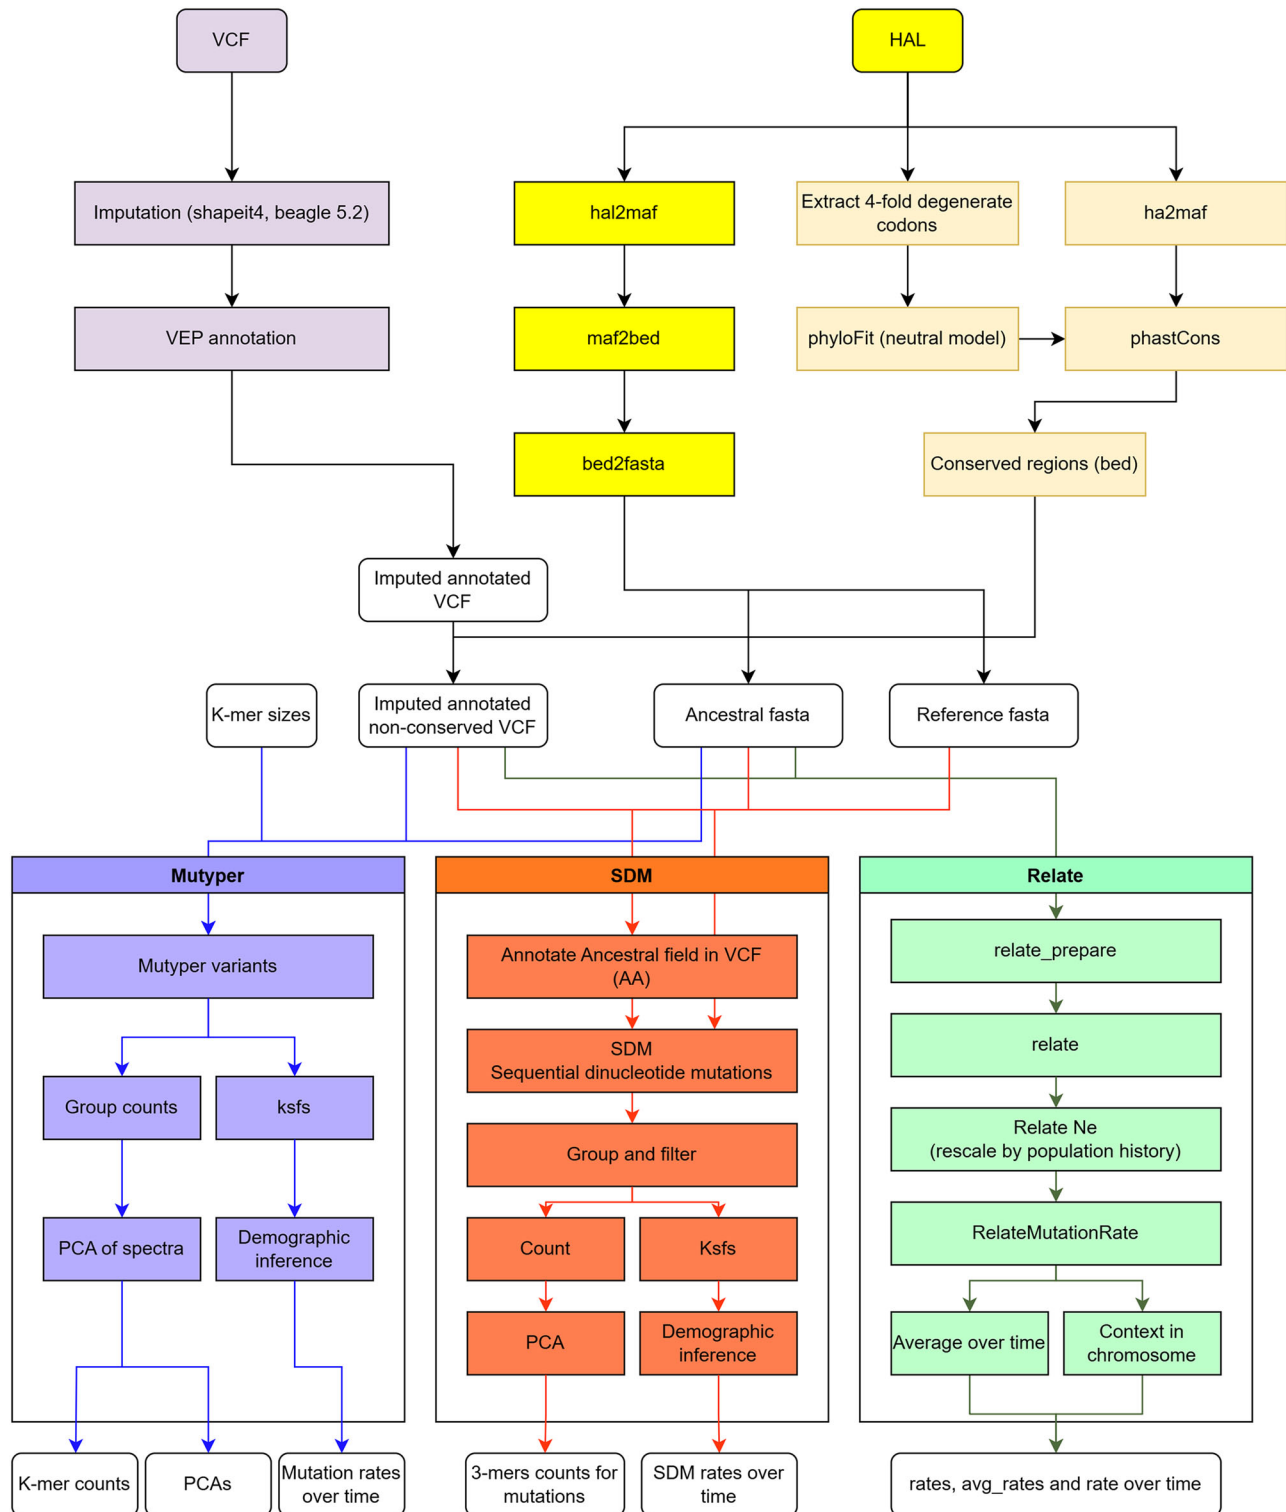 VCF
HAL
Imputation (shapeit4, beagle 5.2)
hal2maf
Extract 4-fold degenerate
codons
ha2maf
VEP annotation
maf2bed
phyloFit (neutral model)
phastCons
bed2fasta
Conserved regions (bed)
Imputed annotated
VCF
K-mer sizes
Imputed annotated
non-conserved VCF
Ancestral fasta
Reference fasta
Mutyper
SDM
Relate
Mutyper variants
Group counts
ksfs
PCA of spectra
Demographic
inference
Annotate Ancestral field in VCF
(AA)
SDM
Sequential dinucleotide mutations
Group and filter
Count
Ksfs
PCA
Demographic
inference
relate_prepare
relate
Relate Ne
(rescale by population history)
RelateMutationRate
Average over time
Context in
chromosome
K-mer counts
PCAs
Mutation rates
over time
3-mers counts for
mutations
SDM rates over
time
rates, avg_rates and rate over time